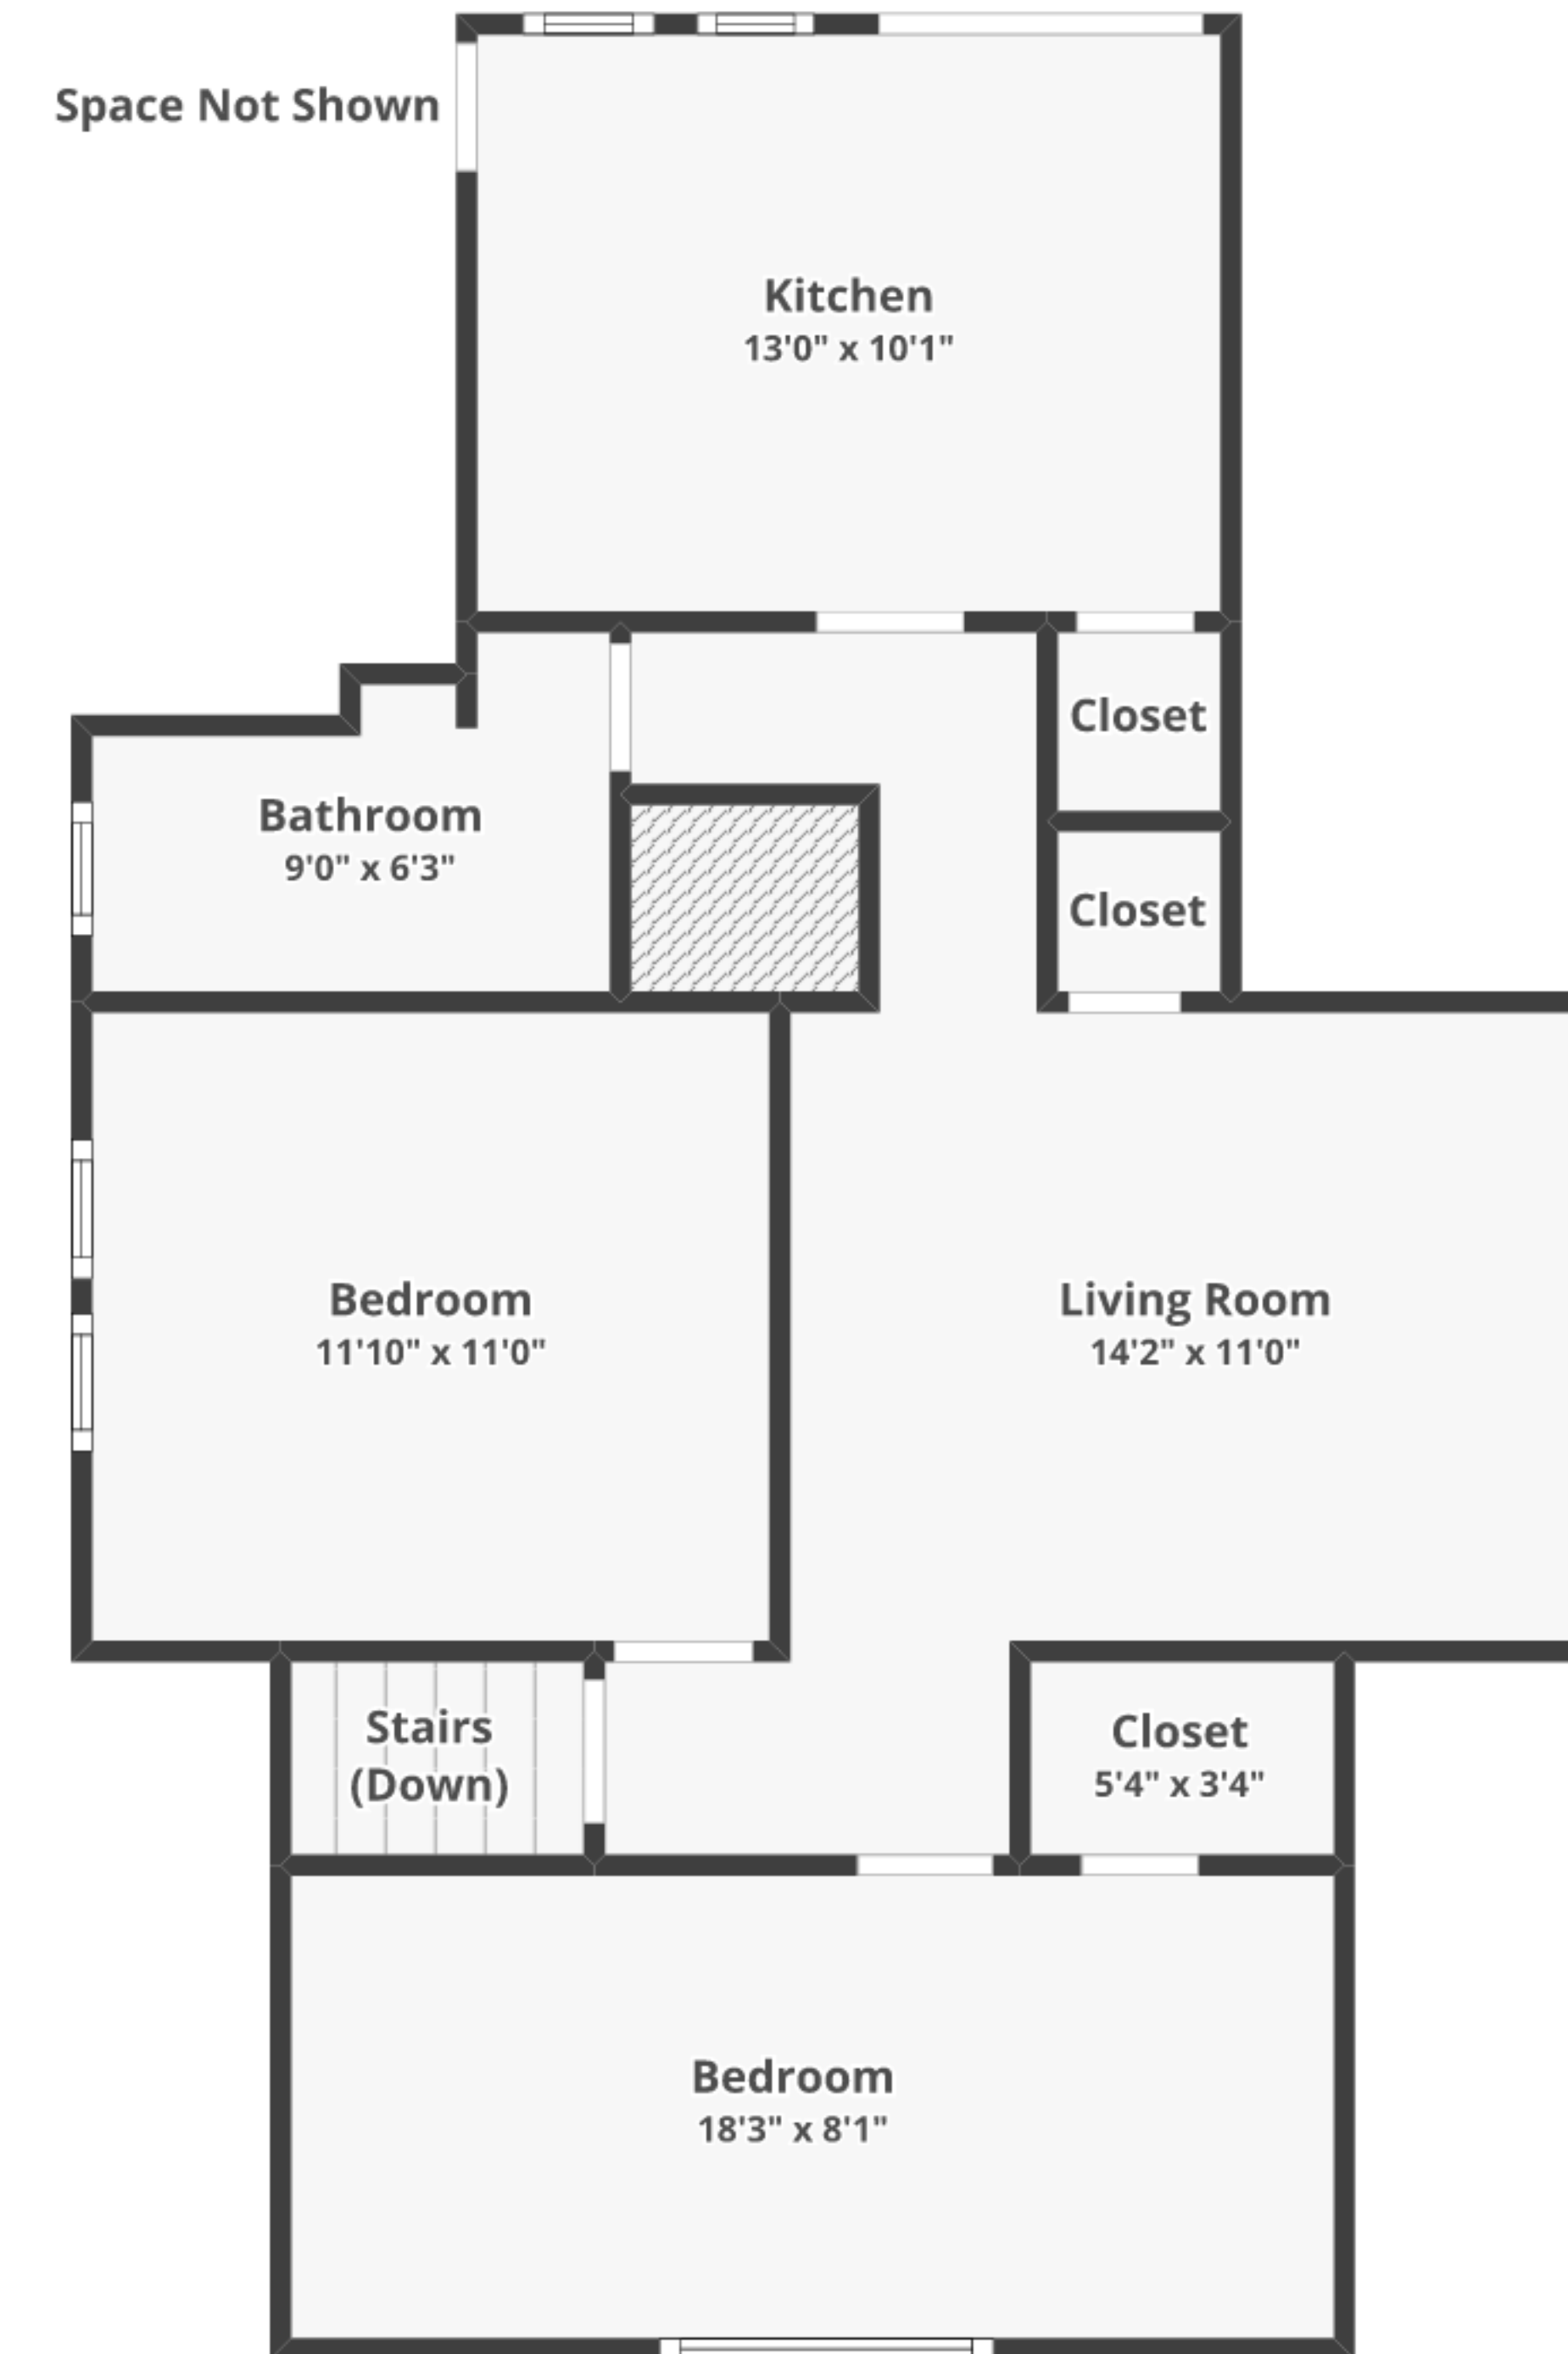 Space Not Shown
Kitchen
13'0" x 10'1"
Closet
Bathroom
9'0" x 6'3"
Closet
Bedroom
11'10" x 11'0"
Living Room
14'2" x 11'0"
Stairs
(Down)
Closet
5'4" x 3'4"
Bedroom
18'3" x 8'1"